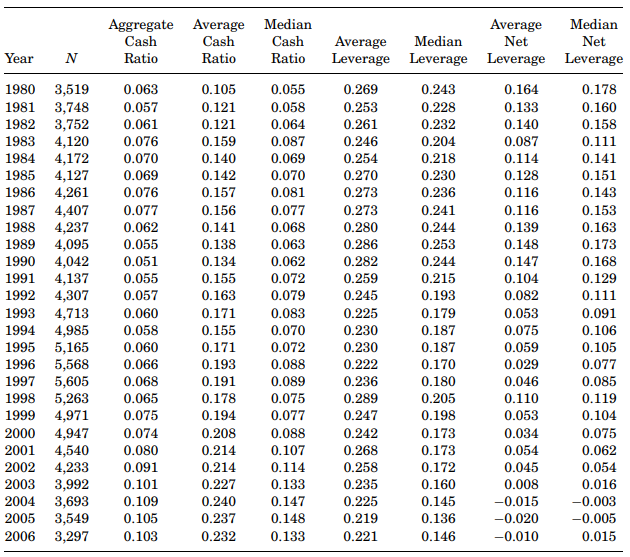 Aggregate Average Median Average Median
Cash Cash Cash Average Median Net Net
Year N Ratio Ratio Ratio Leverage Leverage Leverage Leverage
1980 3,519 0.063 0.105 0.055 0.269 0.243 0.164 0.178
1981 3,748 0.057 0.121 0.058 0.253 0.228 0.133 0.160
1982 3,752 0.061 0.121 0.064 0.261 0.232 0.140 0.158
1983 4,120 0.076 0.159 0.087 0.246 0.204 0.087 0.111
1984 4,172 0.070 0.140 0.069 0.254 0.218 0.114 0.141
1985 4,127 0.069 0.142 0.070 0.270 0.230 0.128 0.151
1986 4,261 0.076 0.157 0.081 0.273 0.236 0.116 0.143
1987 4,407 0.077 0.156 0.077 0.273 0.241 0.116 0.153
1988 4,237 0.062 0.141 0.068 0.280 0.244 0.139 0.163
1989 4,095 0.055 0.138 0.063 0.286 0.253 0.148 0.173
1990 4,042 0.051 0.134 0.062 0.282 0.244 0.147 0.168
1991 4,137 0.055 0.155 0.072 0.259 0.215 0.104 0.129
1992 4,307 0.057 0.163 0.079 0.245 0.193 0.082 0.111
1993 4,713 0.060 0.171 0.083 0.225 0.179 0.053 0.091
1994 4,985 0.058 0.155 0.070 0.230 0.187 0.075 0.106
1995 5,165 0.060 0.171 0.072 0.230 0.187 0.059 0.105
1996 5,568 0.066 0.193 0.088 0.222 0.170 0.029 0.077
1997 5,605 0.068 0.191 0.089 0.236 0.180 0.046 0.085
1998 5,263 0.065 0.178 0.075 0.289 0.205 0.110 0.119
1999 4,971 0.075 0.194 0.077 0.247 0.198 0.053 0.104
2000 4,947 0.074 0.208 0.088 0.242 0.173 0.034 0.075
2001 4,540 0.080 0.214 0.107 0.268 0.173 0.054 0.062
2002 4,233 0.091 0.214 0.114 0.258 0.172 0.045 0.054
2003 3,992 0.101 0.227 0.133 0.235 0.160 0.008 0.016
2004 3,693 0.109 0.240 0.147 0.225 0.145 −0.015 −0.003
2005 3,549 0.105 0.237 0.148 0.219 0.136 −0.020 −0.005
2006 3,297 0.103 0.232 0.133 0.221 0.146 −0.010 0.015